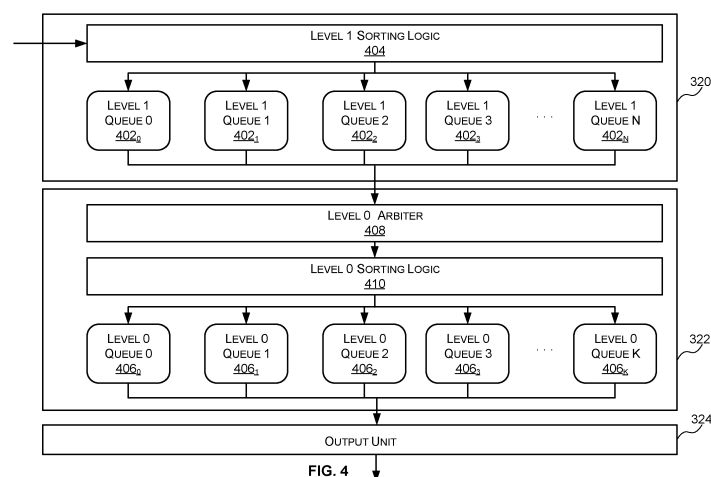 LEVEL 1 SORTING LOGIC
404
320
LEVEL 1 QUEUE 0 402₀
LEVEL 1 QUEUE 1 402₁
LEVEL 1 QUEUE 2 402₂
LEVEL 1 QUEUE 3 402₃
. . .
LEVEL 1 QUEUE N 402N
LEVEL 0 ARBITER
408
LEVEL 0 SORTING LOGIC
410
LEVEL 0 QUEUE 0 406₀
LEVEL 0 QUEUE 1 406₁
LEVEL 0 QUEUE 2 406₂
LEVEL 0 QUEUE 3 406₃
. . .
LEVEL 0 QUEUE K 406K
322
324
OUTPUT UNIT
FIG. 4